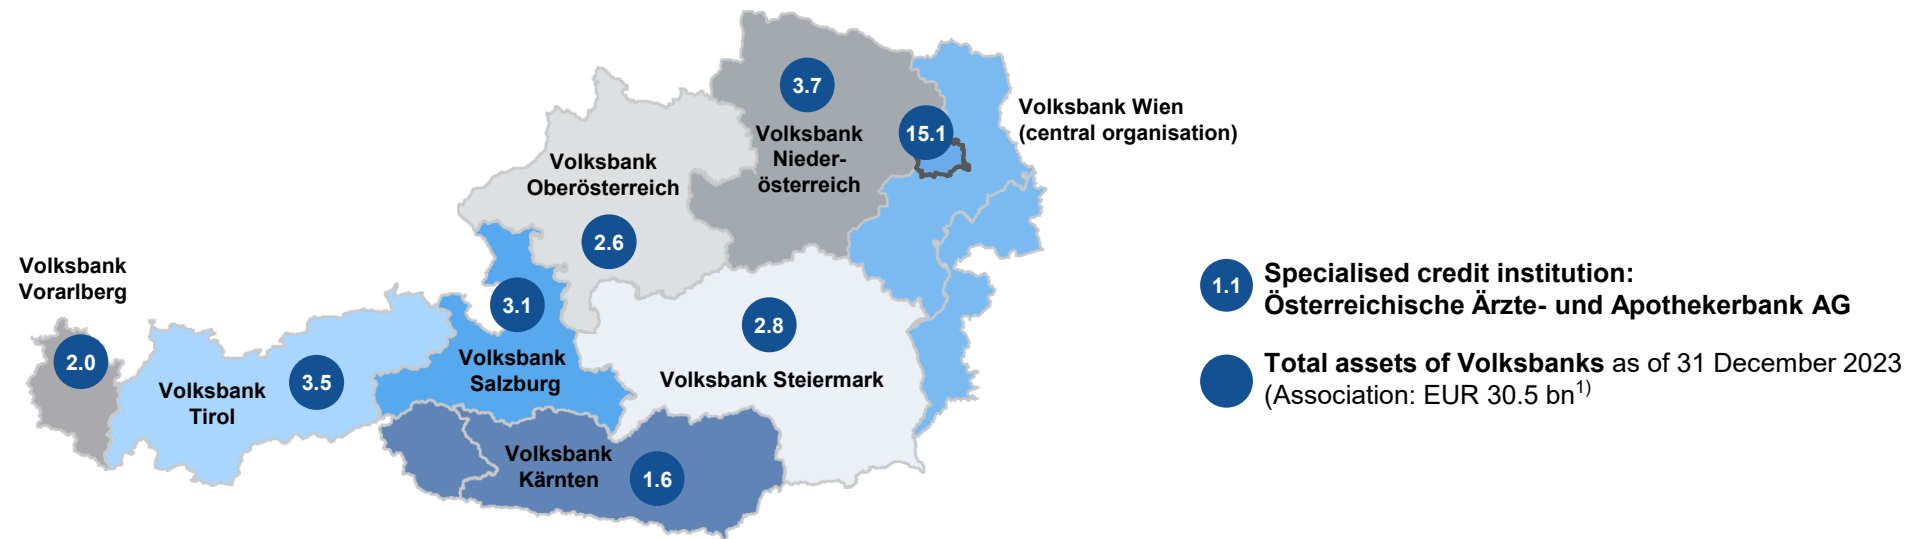 3.7
Volksbank
Nieder-
österreich
15.1
Volksbank Wien
(central organisation)
Volksbank
Oberösterreich
2.6
Volksbank
Vorarlberg
2.0
Volksbank
Tirol
3.5
3.1
Volksbank
Salzburg
2.8
Volksbank Steiermark
Volksbank
Kärnten
1.6
1.1
Specialised credit institution:
Österreichische Ärzte- und Apothekerbank AG
Total assets of Volksbanks as of 31 December 2023
(Association: EUR 30.5 bn1)